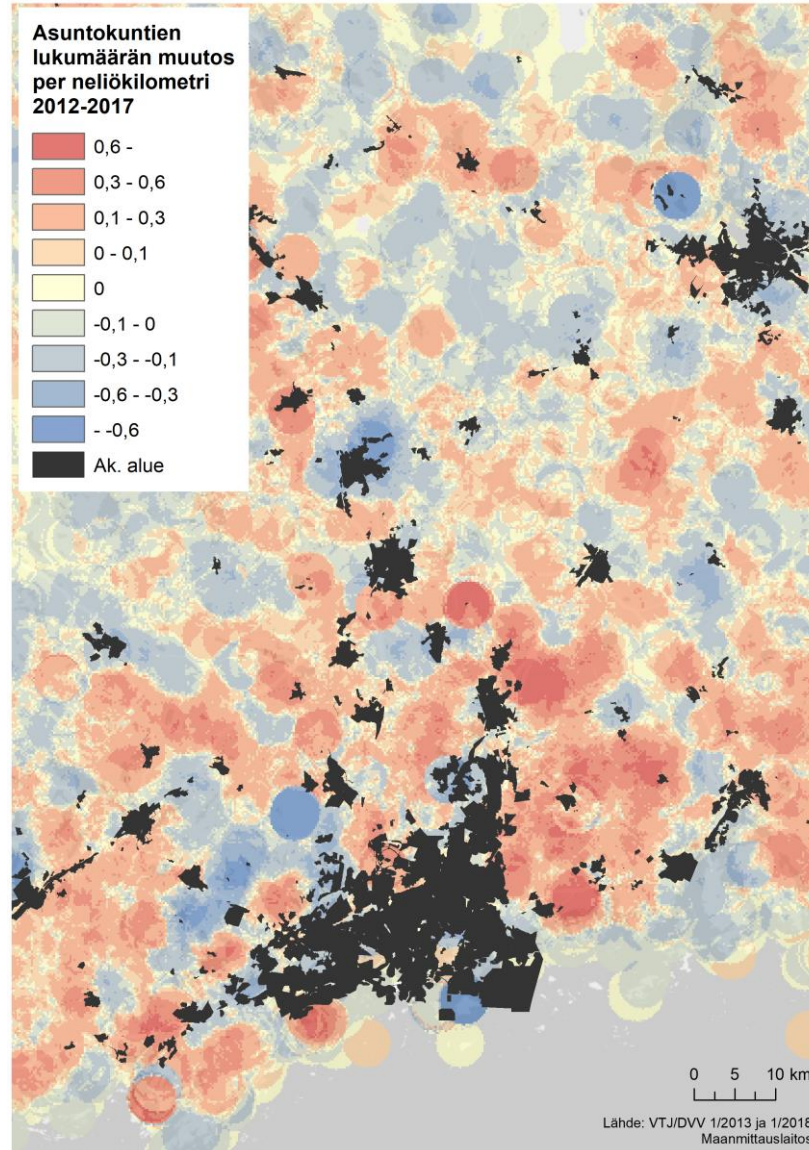 Asuntokuntien
lukumäärän muutos
per neliökilometri
2012-2017
0,6 -
0,3 - 0,6
0,1 - 0,3
0 - 0,1
0
-0,1 - 0
-0,3 - -0,1
-0,6 - -0,3
- -0,6
Ak. alue
0 5 10 km
Lähde: VTJ/DVV 1/2013 ja 1/2018
Maanmittauslaitos